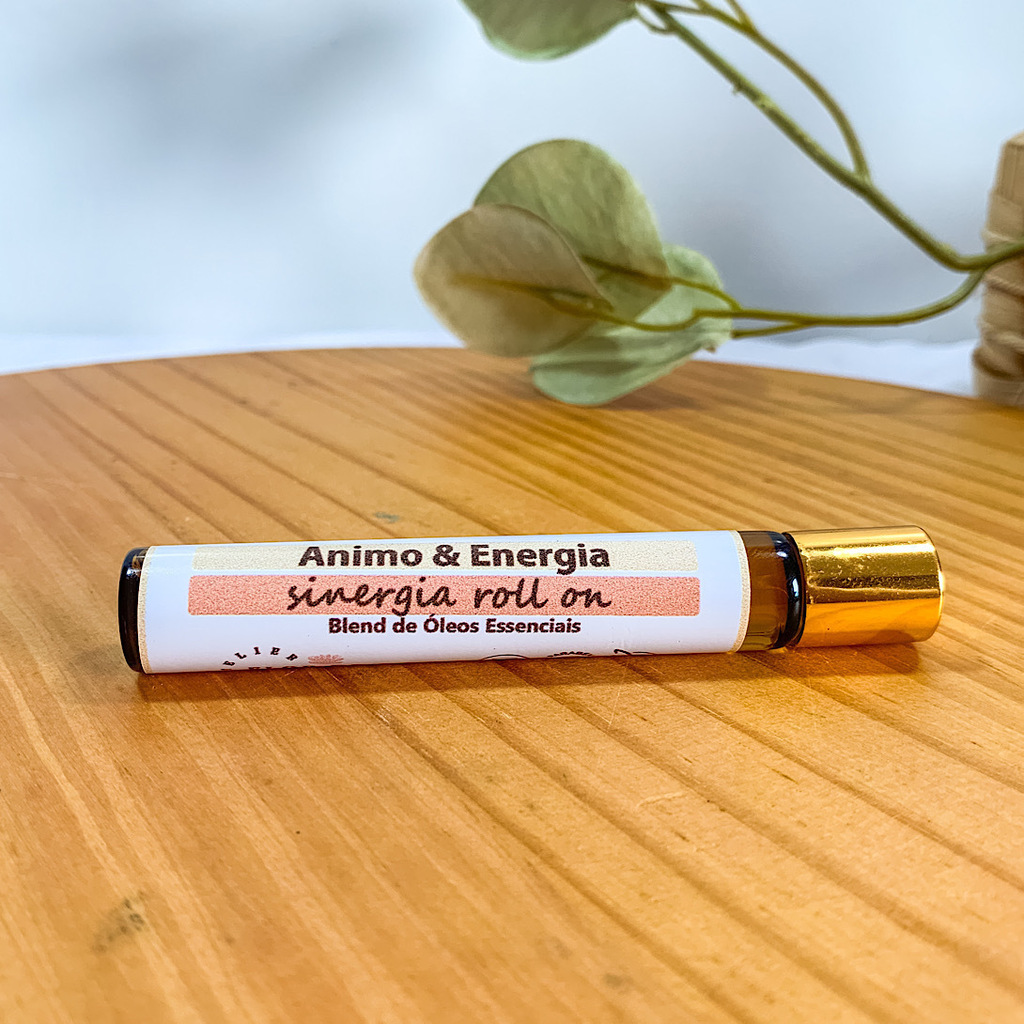 Animo & Energia
sinergia roll on
Blend de Óleos Essenciais